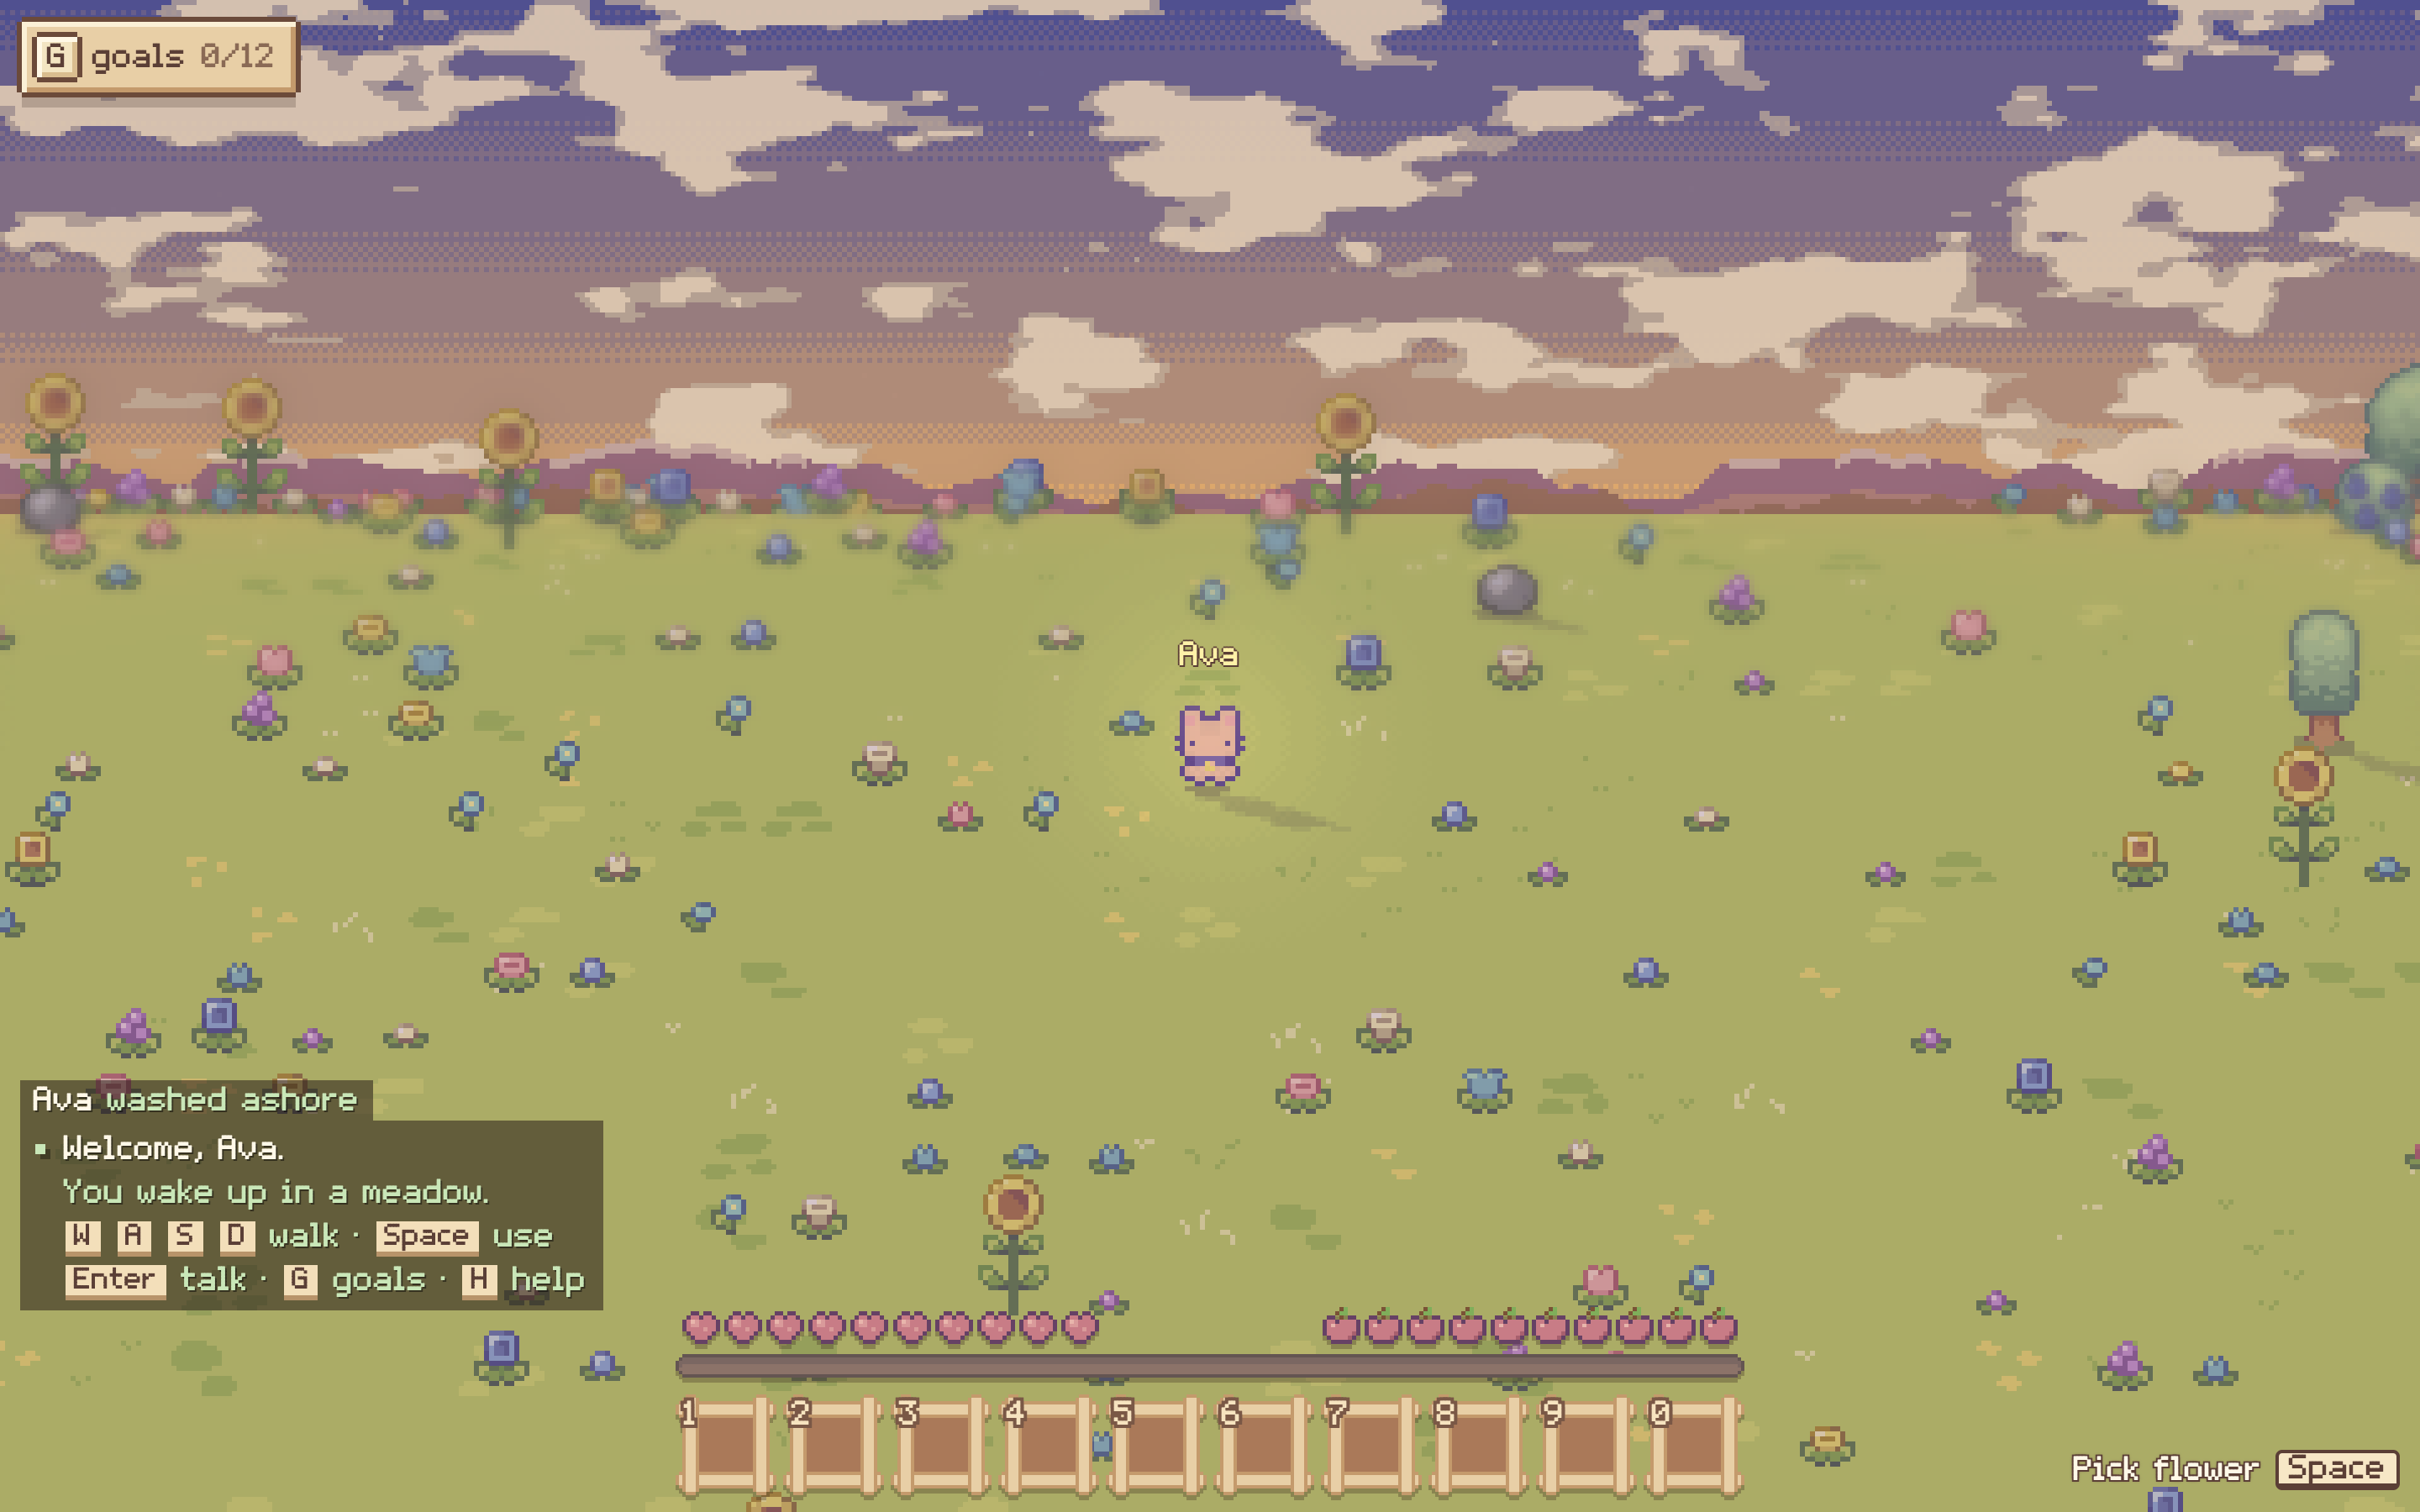 G goals 0/12
Ava
Ava washed ashore
Welcome, Ava.
You wake up in a meadow.
W A S D walk · Space use
Enter talk · G goals · H help
1 2 3 4 5 6 7 8 9 0
Pick flower Space